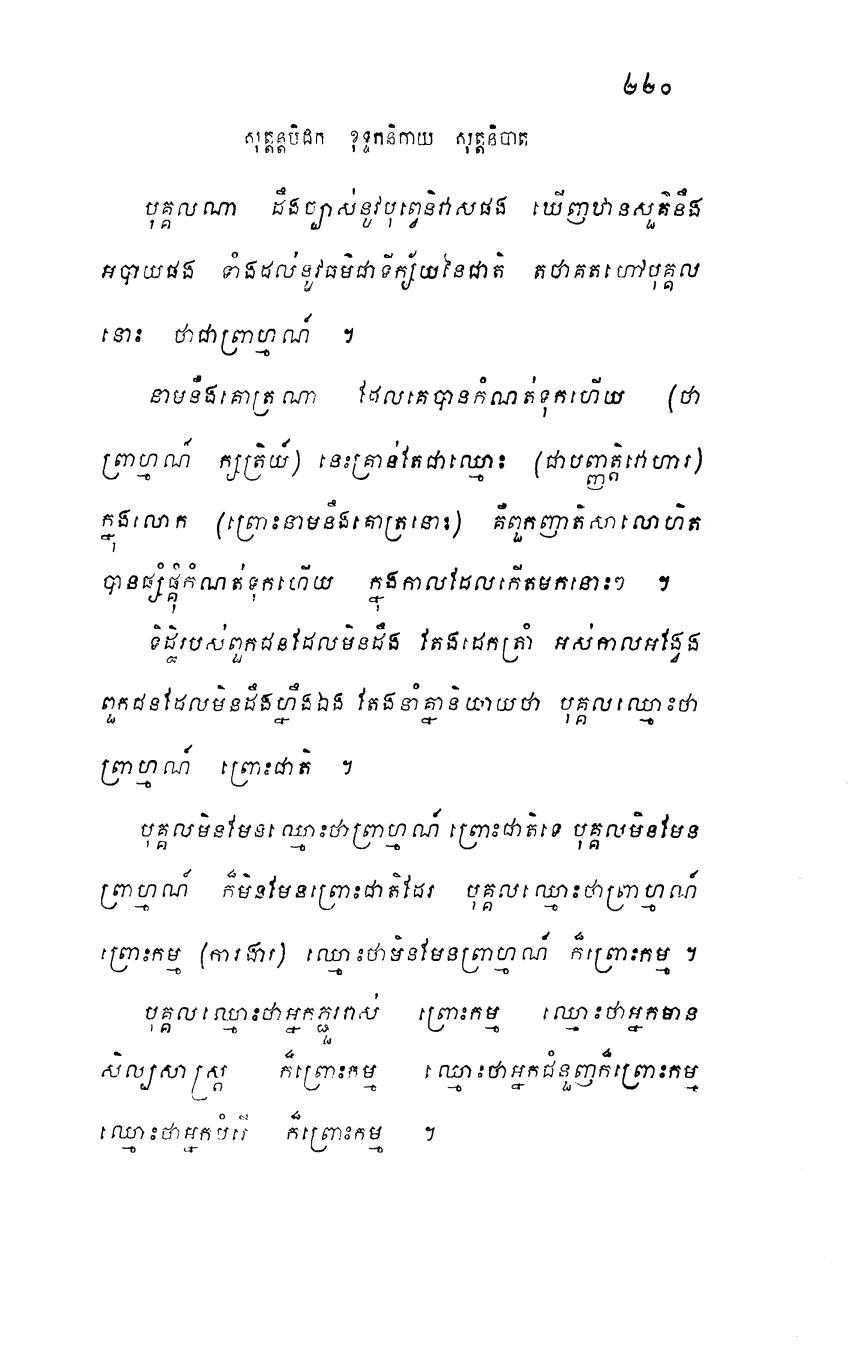 ២២០
សុត្តន្តបិដក ខុទ្ទកនិកាយ សុត្តនិបាត
បុគ្គលណា ដឹងច្បាស់នូវបុព្វេនិវាសផង ឃើញឋានសួគ៌និង
អបាយផង ទាំងដល់នូវធម៌ជាទីក្ស័យនៃជាតិ តថាគតហៅបុគ្គល
នោះ ថាជាព្រាហ្មណ៍ ។
នាមនឹងគោត្រណា ដែលគេបានកំណត់ទុកហើយ (ថា
ព្រាហ្មណ៍ ក្សត្រិយ៍) នេះគ្រាន់តែជាឈ្មោះ (ជាបញ្ញត្តិវោហារ)
ក្នុងលោក (ព្រោះនាមនឹងគោត្រនោះ) គឺពួកញាតិសាលោហិត
បានផ្សំផ្គុំកំណត់ទុកហើយ ក្នុងកាលដែលកើតមកនោះៗ ។
ទិដ្ឋិរបស់ពួកជនដែលមិនដឹង តែងដេកត្រាំ អស់កាលអង្វែង
ពួកជនដែលមិនដឹងហ្នឹងឯង តែងនាំគ្នានិយាយថា បុគ្គលឈ្មោះថា
ព្រាហ្មណ៍ ព្រោះជាតិ ។
បុគ្គលមិនមែនឈ្មោះថាព្រាហ្មណ៍ ព្រោះជាតិទេ បុគ្គលមិនមែន
ព្រាហ្មណ៍ ក៏មិនមែនព្រោះជាតិដែរ បុគ្គលឈ្មោះថាព្រាហ្មណ៍
ព្រោះកម្ម (ការងារ) ឈ្មោះថាមិនមែនព្រាហ្មណ៍ ក៏ព្រោះកម្ម ។
បុគ្គលឈ្មោះថាអ្នកភ្ជួររាស់ ព្រោះកម្ម ឈ្មោះថាអ្នកមាន
សិល្បសាស្ត្រ ក៏ព្រោះកម្ម ឈ្មោះថាអ្នកជំនួញក៏ព្រោះកម្ម
ឈ្មោះថាអ្នកបំរើ ក៏ព្រោះកម្ម ។